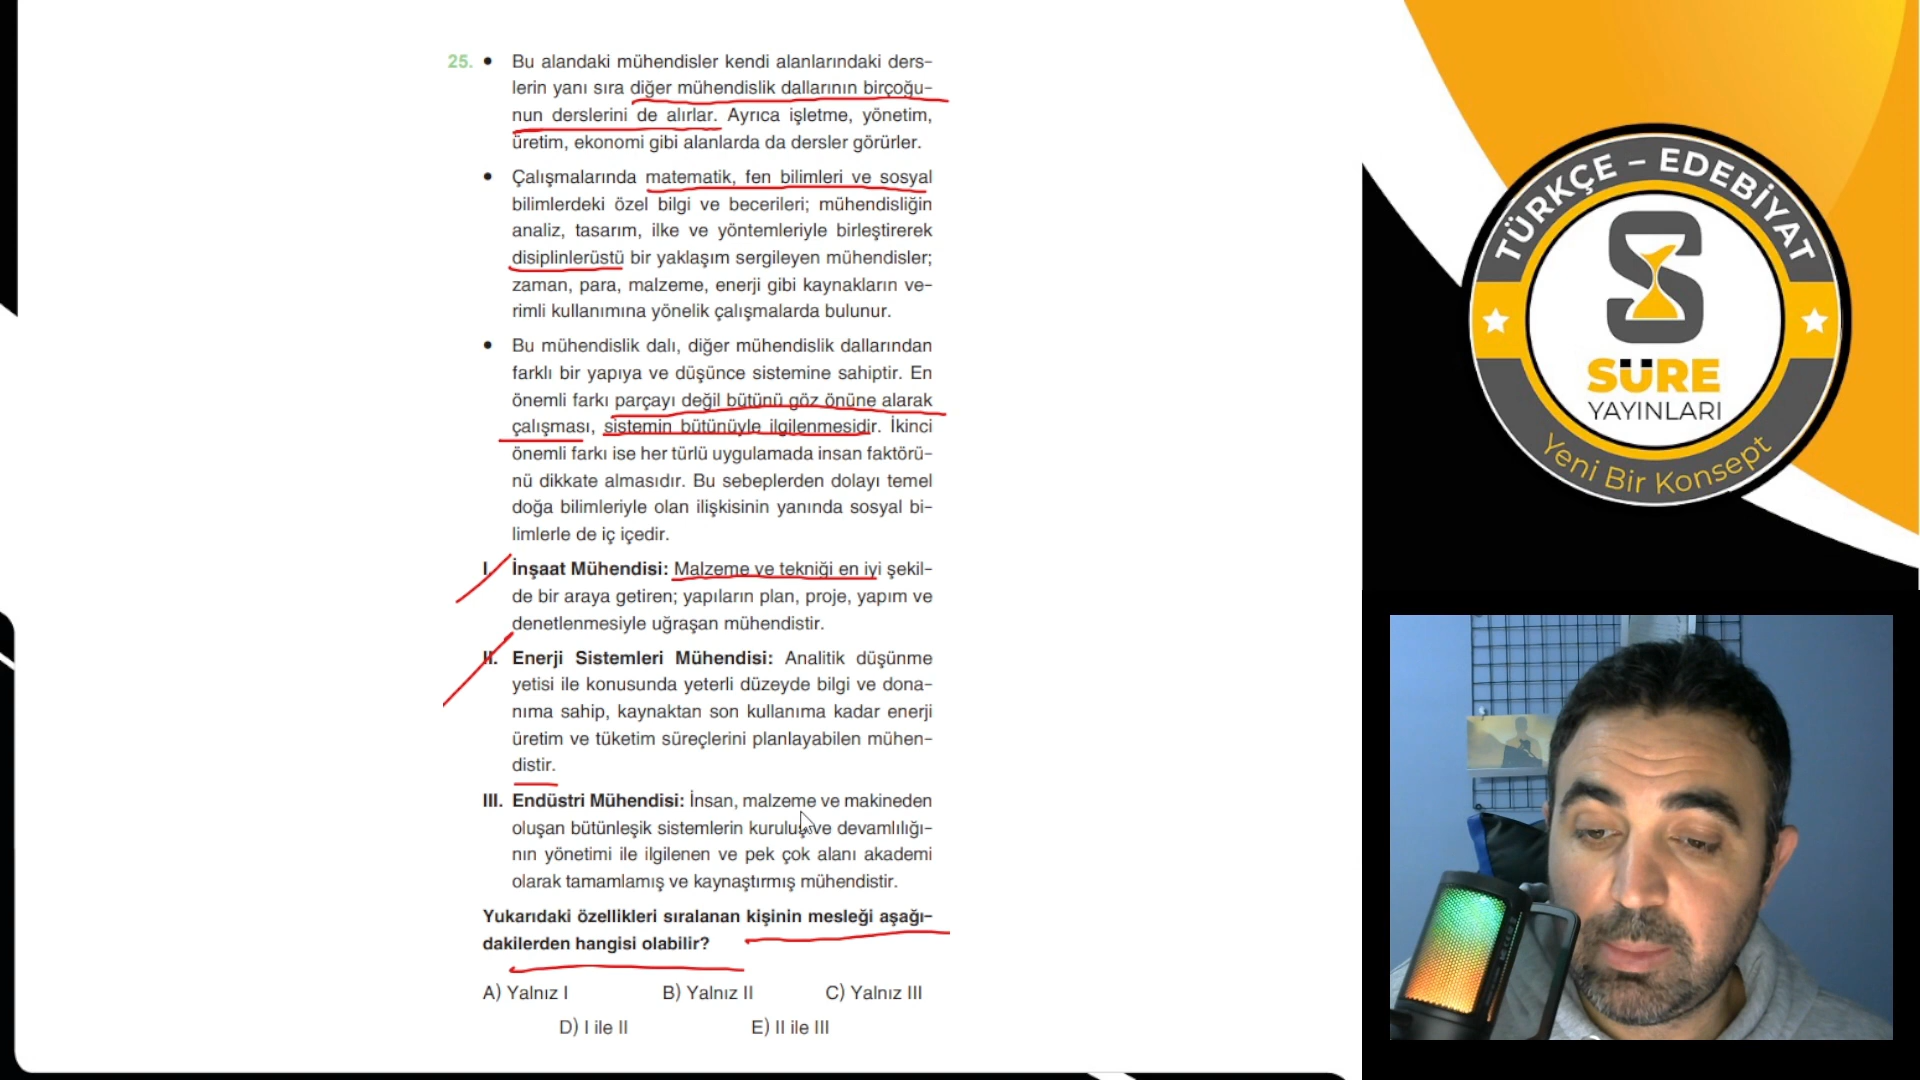 25. • Bu alandaki mühendisler kendi alanlarındaki ders-
lerin yanı sıra diğer mühendislik dallarının birçoğu-
nun derslerini de alırlar. Ayrıca işletme, yönetim,
üretim, ekonomi gibi alanlarda da dersler görürler.
• Çalışmalarında matematik, fen bilimleri ve sosyal
bilimlerdeki özel bilgi ve becerileri; mühendisliğin
analiz, tasarım, ilke ve yöntemleriyle birleştirerek
disiplinlerüstü bir yaklaşım sergileyen mühendisler;
zaman, para, malzeme, enerji gibi kaynakların ve-
rimli kullanımına yönelik çalışmalarda bulunur.
• Bu mühendislik dalı, diğer mühendislik dallarından
farklı bir yapıya ve düşünce sistemine sahiptir. En
önemli farkı parçayı değil bütünü göz önüne alarak
çalışması, sistemin bütünüyle ilgilenmesidir. İkinci
önemli farkı ise her türlü uygulamada insan faktörü-
nü dikkate almasıdır. Bu sebeplerden dolayı temel
doğa bilimleriyle olan ilişkisinin yanında sosyal bi-
limlerle de iç içedir.
I. İnşaat Mühendisi: Malzeme ve tekniği en iyi şekil-
de bir araya getiren; yapıların plan, proje, yapım ve
denetlenmesiyle uğraşan mühendistir.
II. Enerji Sistemleri Mühendisi: Analitik düşünme
yetisi ile konusunda yeterli düzeyde bilgi ve dona-
nıma sahip, kaynaktan son kullanıma kadar enerji
üretim ve tüketim süreçlerini planlayabilen mühen-
distir.
III. Endüstri Mühendisi: İnsan, malzeme ve makineden
oluşan bütünleşik sistemlerin kuruluş ve devamlılığı-
nın yönetimi ile ilgilenen ve pek çok alanı akademi
olarak tamamlamış ve kaynaştırmış mühendistir.
Yukarıdaki özellikleri sıralanan kişinin mesleği aşağı-
dakilerden hangisi olabilir?
A) Yalnız I B) Yalnız II C) Yalnız III
D) I ile II E) II ile III
TÜRKÇE – EDEBİYAT
SÜRE
YAYINLARI
Yeni Bir Konsept